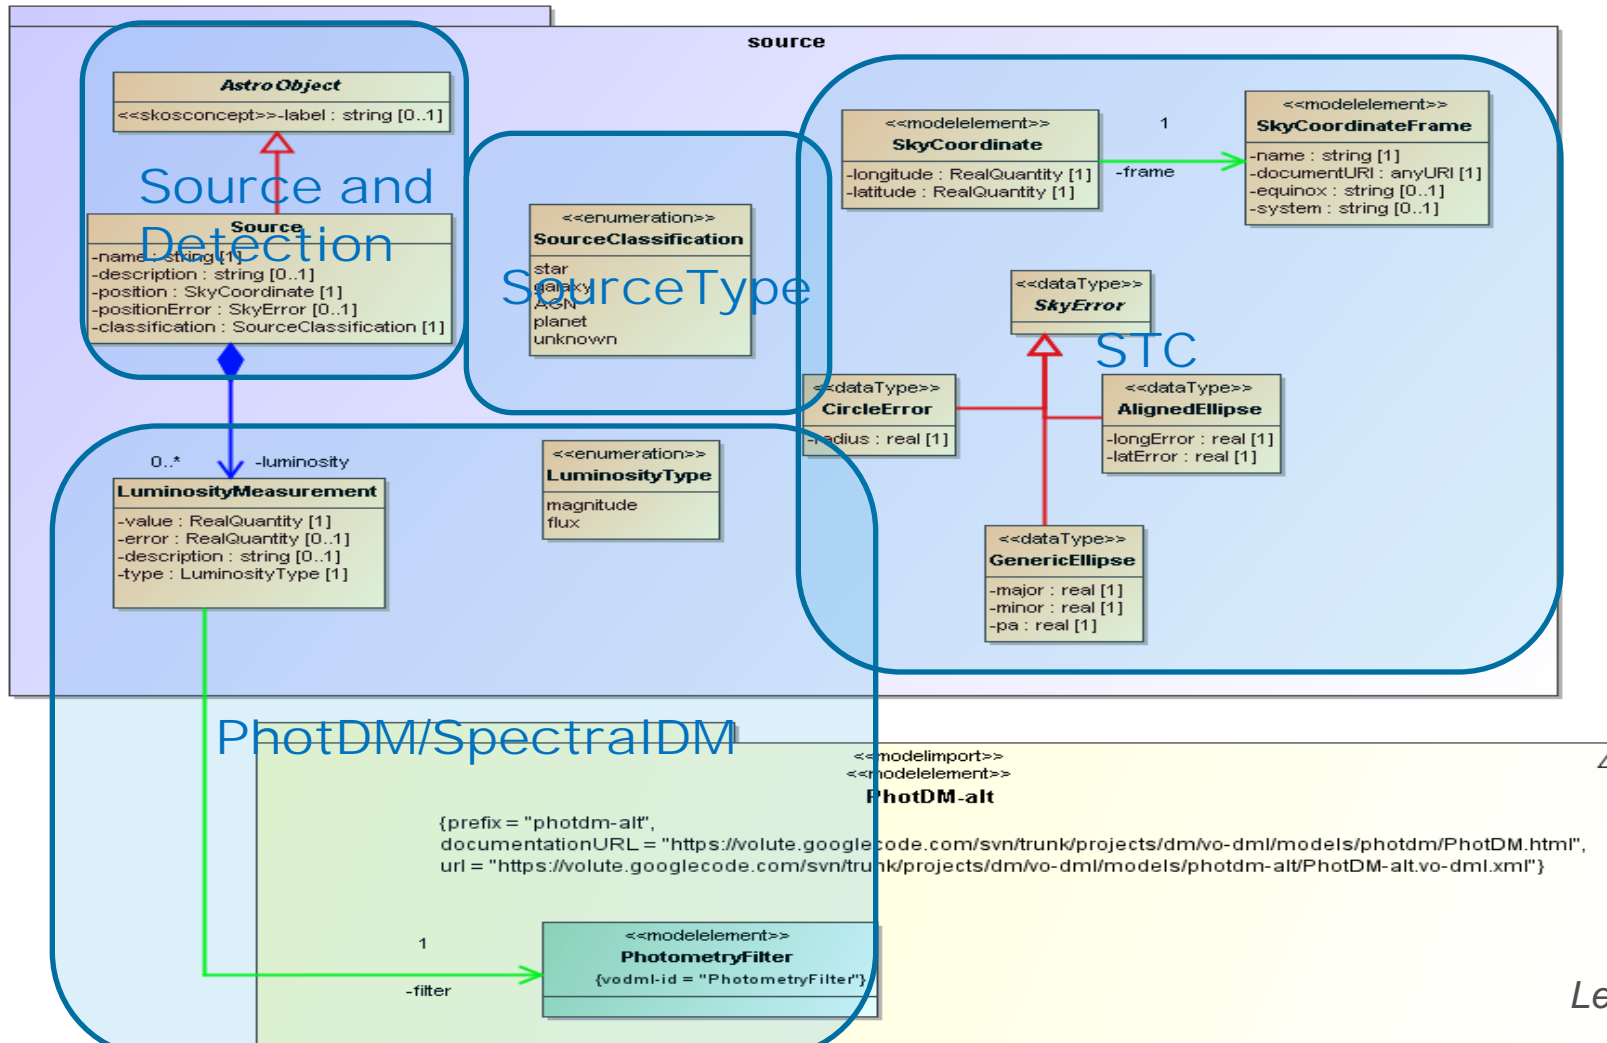 source
AstroObject
<<skosconcept>>-label : string [0..1]
Source and
Detection
Source
-name : string [1]
-description : string [0..1]
-position : SkyCoordinate [1]
-positionError : SkyError [0..1]
-classification : SourceClassification [1]
<<enumeration>>
SourceClassification
star
galaxy
AGN
planet
unknown
SourceType
<<modelelement>>
SkyCoordinate
-longitude : RealQuantity [1]
-latitude : RealQuantity [1]
1
-frame
<<modelelement>>
SkyCoordinateFrame
-name : string [1]
-documentURI : anyURI [1]
-equinox : string [0..1]
-system : string [0..1]
<<dataType>>
SkyError
STC
<<dataType>>
CircleError
-radius : real [1]
<<dataType>>
AlignedEllipse
-longError : real [1]
-latError : real [1]
<<dataType>>
GenericEllipse
-major : real [1]
-minor : real [1]
-pa : real [1]
0..*
-luminosity
LuminosityMeasurement
-value : RealQuantity [1]
-error : RealQuantity [0..1]
-description : string [0..1]
-type : LuminosityType [1]
<<enumeration>>
LuminosityType
magnitude
flux
PhotDM/SpectralDM
<<modelimport>>
<<modelelement>>
PhotDM-alt
{prefix = "photdm-alt",
documentationURL = "https://volute.googlecode.com/svn/trunk/projects/dm/vo-dml/models/photdm/PhotDM.html",
url = "https://volute.googlecode.com/svn/trunk/projects/dm/vo-dml/models/photdm-alt/PhotDM-alt.vo-dml.xml"}
1
-filter
<<modelelement>>
PhotometryFilter
{vodml-id = "PhotometryFilter"}
Le